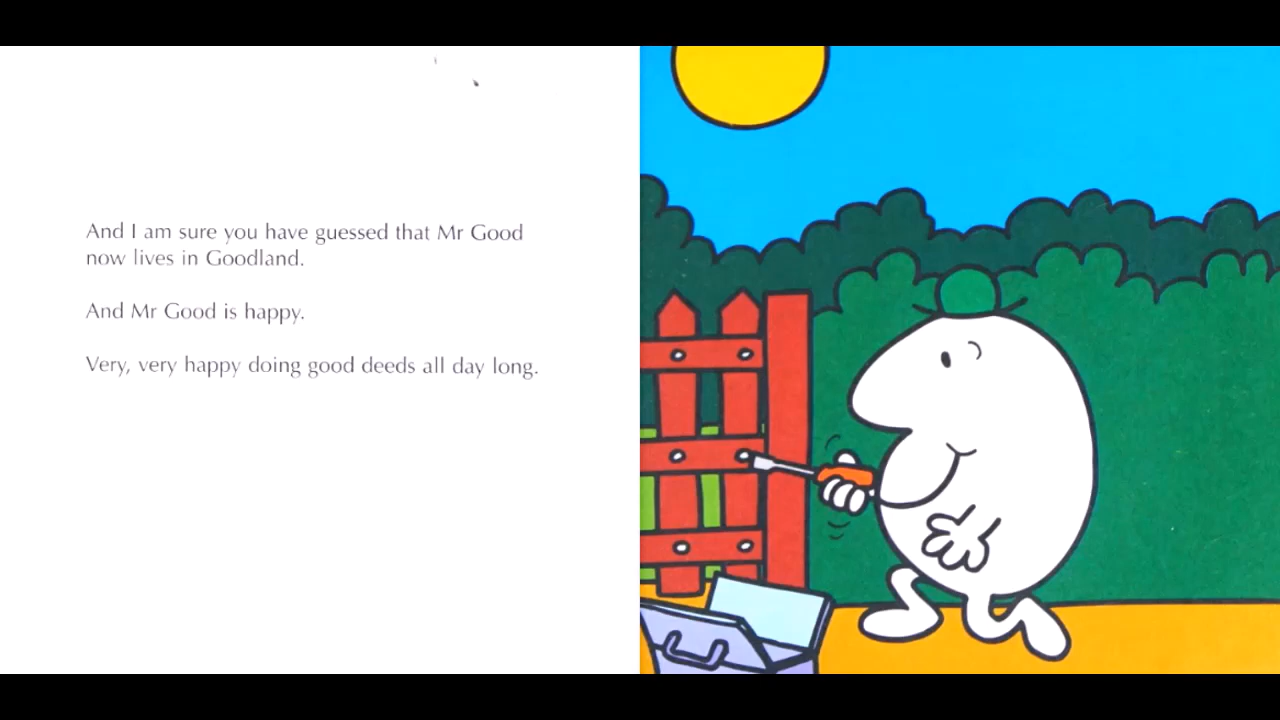 And I am sure you have guessed that Mr Good
now lives in Goodland.
And Mr Good is happy.
Very, very happy doing good deeds all day long.